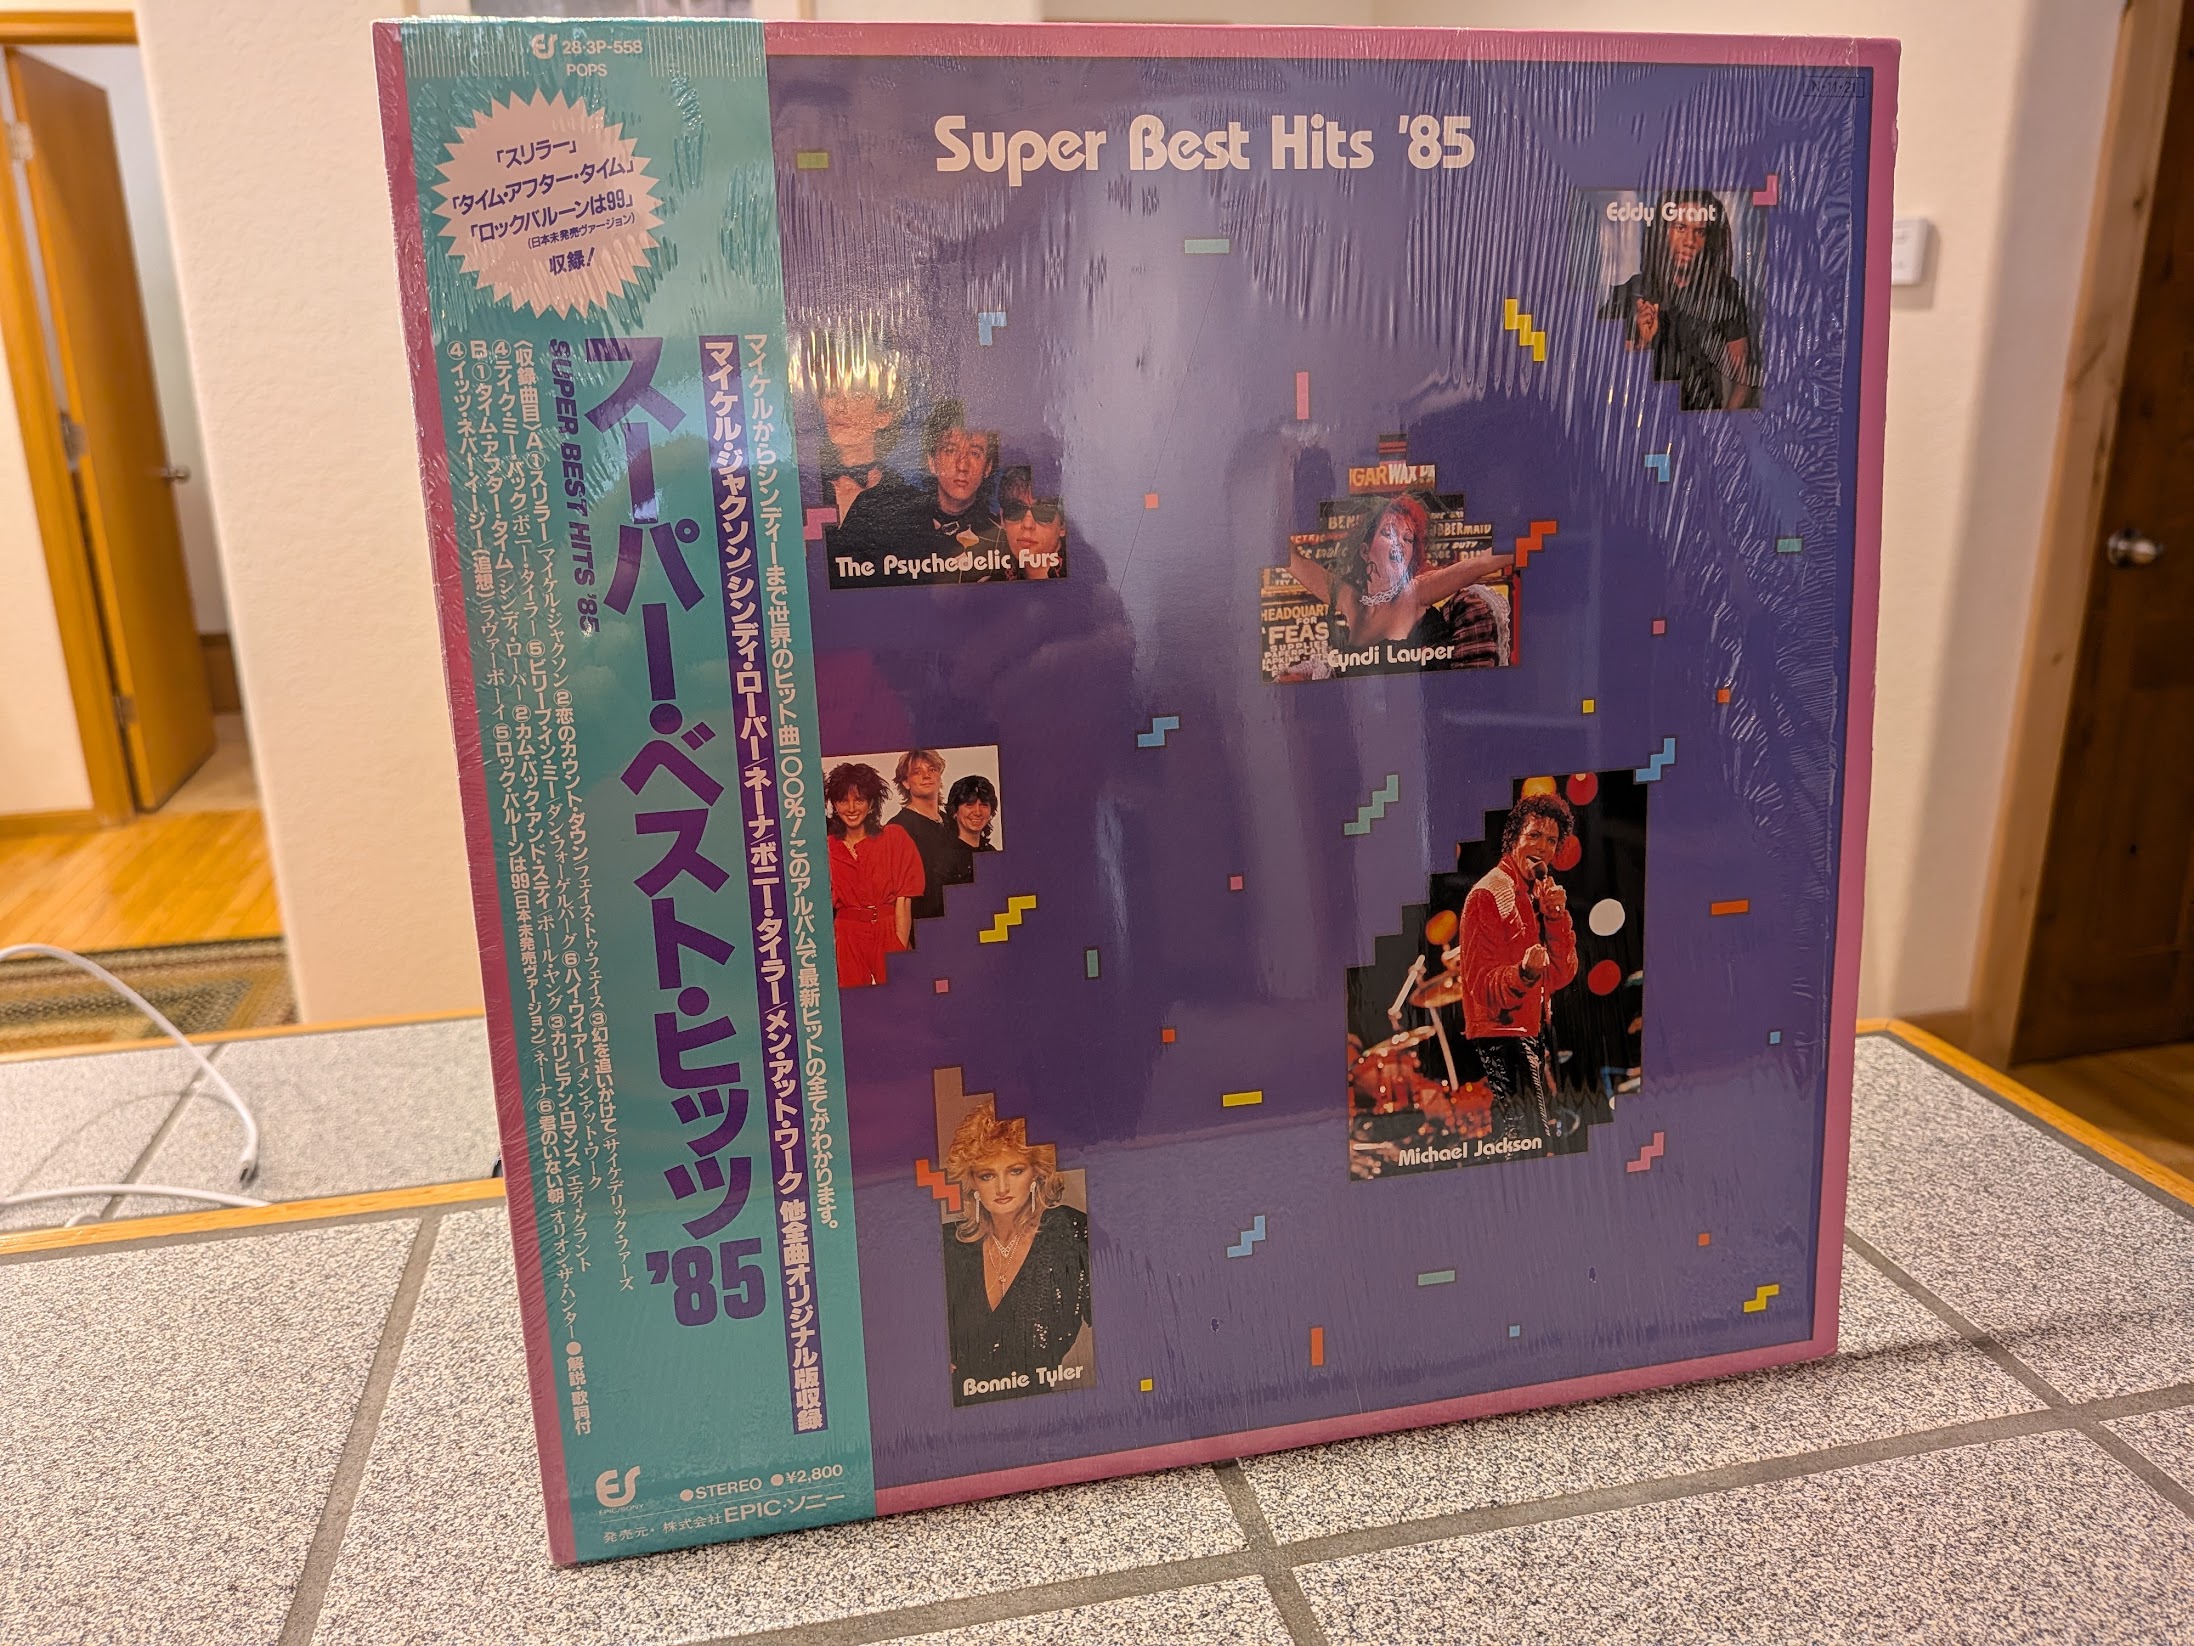 ES 28·3P-558
POPS
「スリラー」
「タイム・アフター・タイム」
「ロックバルーンは99」
(日本未発売ヴァージョン)
収録!
マイケルからシンディーまで世界のヒット曲一〇〇%!このアルバムで最新ヒットの全てがわかります。
マイケル・ジャクソン/シンディ・ローパー/ネーナ/ボニー・タイラー/メン・アット・ワーク 他全曲オリジナル版収録
スーパー・ベスト・ヒッツ '85
SUPER BEST HITS '85
〈収録曲目〉A①スリラー/マイケル・ジャクソン②恋のカウント・ダウン/フェイス・トゥ・フェイス③幻を追いかけて/サイケデリック・ファーズ
④テイク・ミー・バック/ボニー・タイラー⑤ビリーブ・イン・ミー/ダン・フォーゲルバーグ⑥ハイ・ワイアー/メン・アット・ワーク
B①タイム・アフター・タイム/シンディ・ローパー②カム・バック・アンド・ステイ/ポール・ヤング③カリビアン・ロマンス/エディ・グラント
④イッツ・ネバー・イージー(追想)/ラヴァーボーイ⑤ロック・バルーンは99(日本未発売ヴァージョン)/ネーナ⑥君のいない朝/オリオン・ザ・ハンター●解説・歌詞付
ES
EPIC/SONY
●STEREO ●¥2,800
発売元・株式会社EPIC・ソニー
Super Best Hits '85
N·11·21
Eddy Grant
The Psychedelic Furs
GAR WAX
HEADQUART
FOR
FEAS
SUPPLIES
Cyndi Lauper
Michael Jackson
Bonnie Tyler